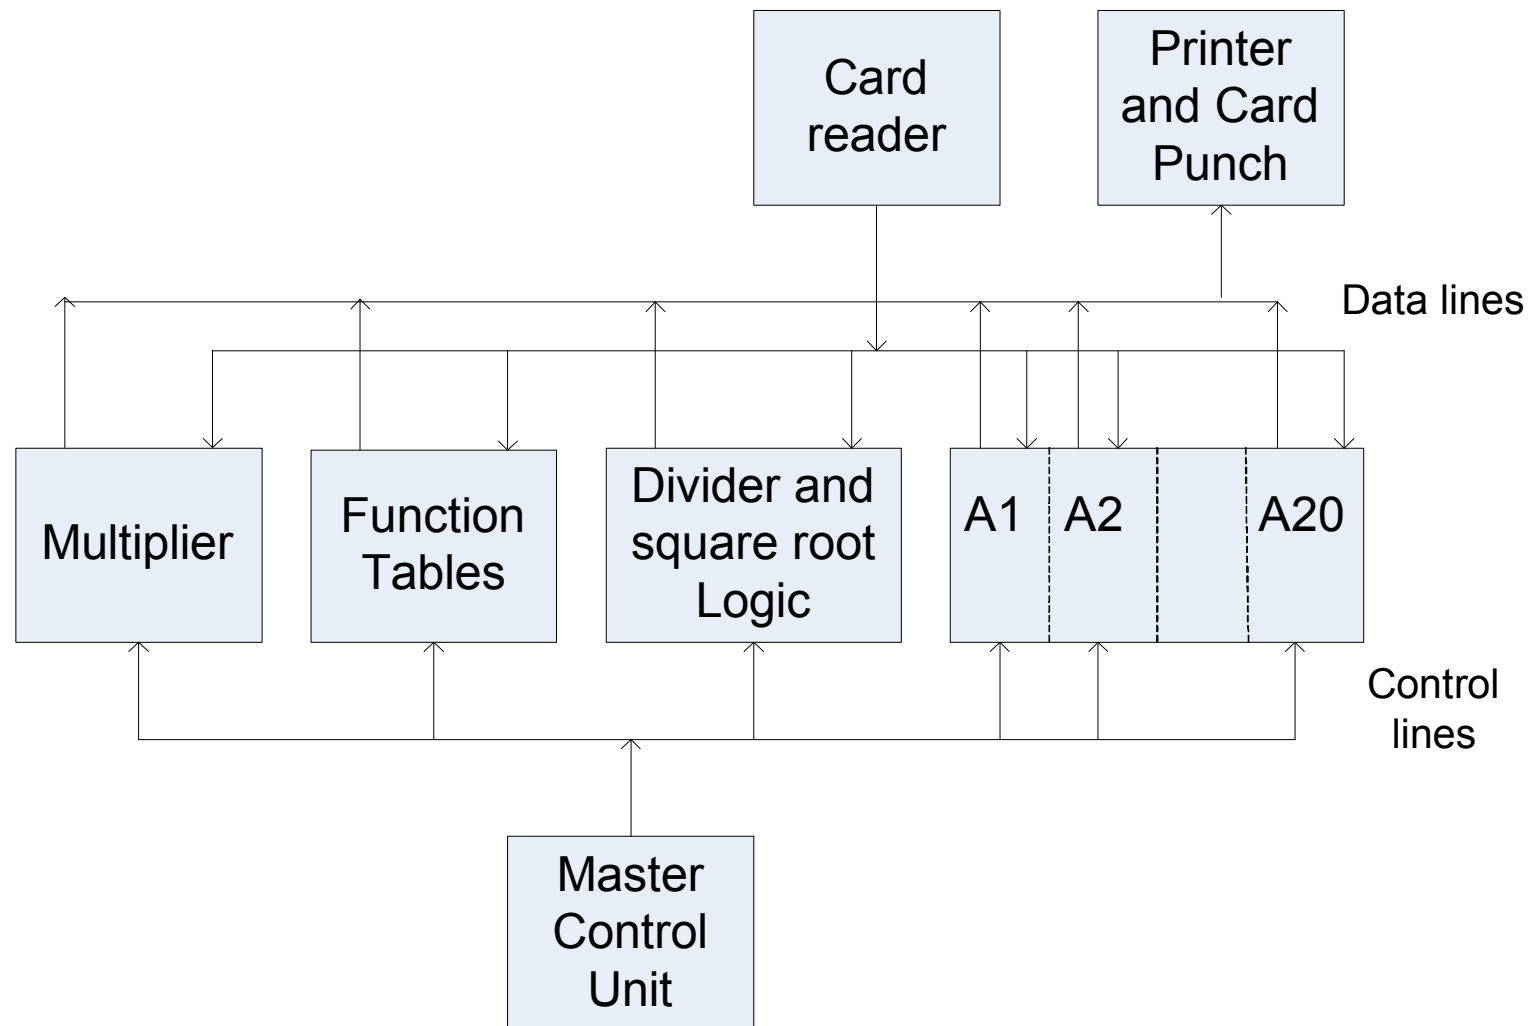 Card
reader
Printer
and Card
Punch
Data lines
Multiplier
Function
Tables
Divider and
square root
Logic
A1
A2
A20
Control
lines
Master
Control
Unit